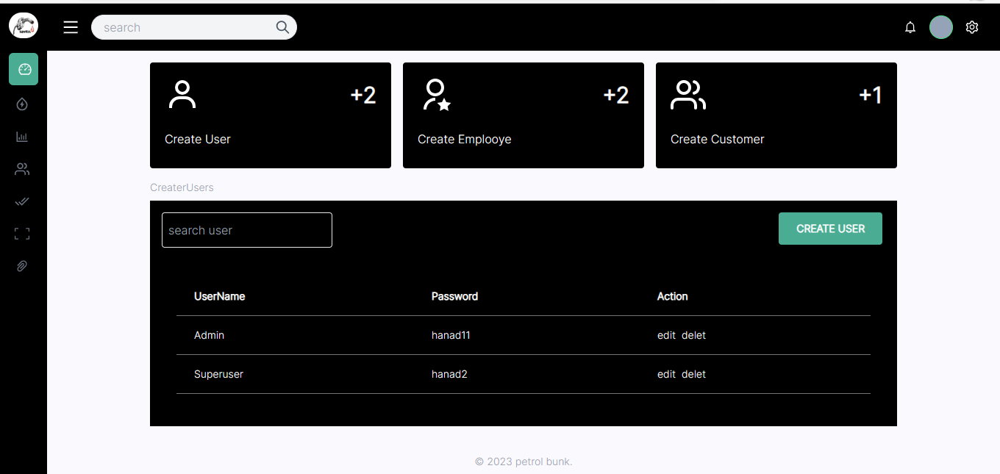 search
+2
+2
+1
Create User
Create Emplooye
Create Customer
CreaterUsers
search user
CREATE USER
UserName Password Action
Admin hanad11 edit delet
Superuser hanad2 edit delet
© 2023 petrol bunk.